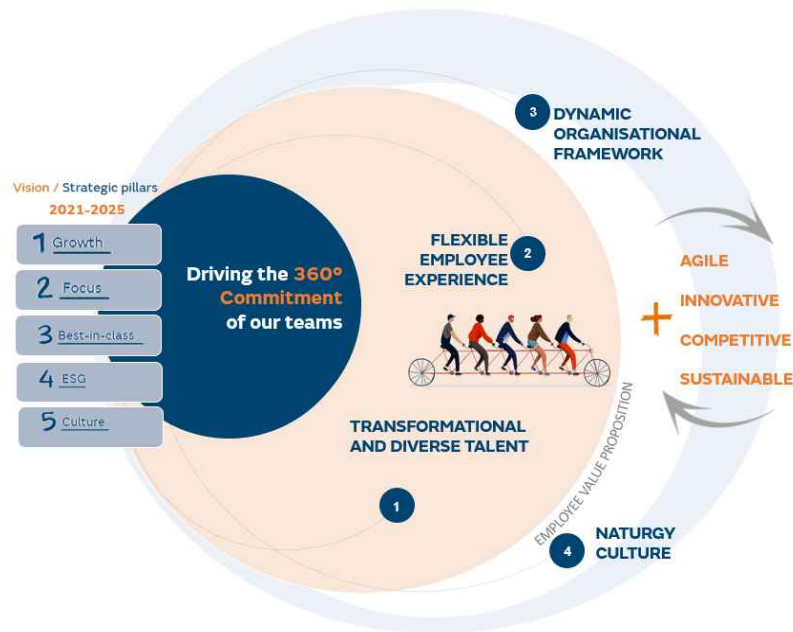 Vision / Strategic pillars
2021-2025
1 Growth
2 Focus
3 Best-in-class
4 ESG
5 Culture
Driving the 360º
Commitment
of our teams
3 DYNAMIC
ORGANISATIONAL
FRAMEWORK
FLEXIBLE
EMPLOYEE
EXPERIENCE
2
TRANSFORMATIONAL
AND DIVERSE TALENT
1
EMPLOYEE VALUE PROPOSITION
4 NATURGY
CULTURE
+
AGILE
INNOVATIVE
COMPETITIVE
SUSTAINABLE